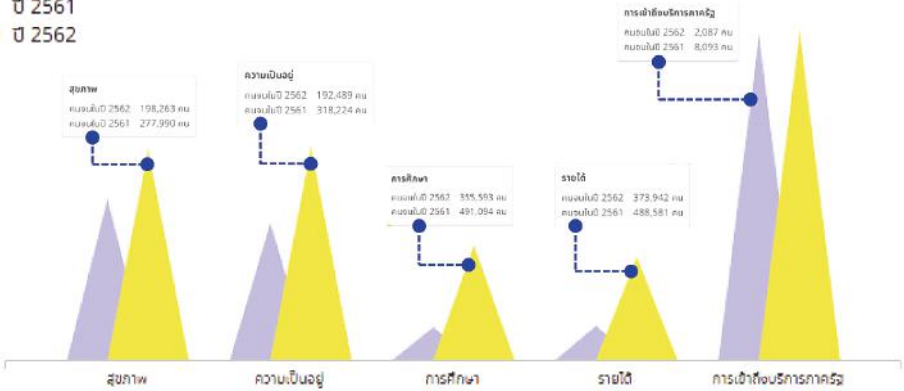 ปี 2561
ปี 2562
การเข้าถึงบริการภาครัฐ
คนจนในปี 2562 2,087 คน
คนจนในปี 2561 8,093 คน
สุขภาพ
คนจนในปี 2562 198,263 คน
คนจนในปี 2561 277,990 คน
ความเป็นอยู่
คนจนในปี 2562 192,489 คน
คนจนในปี 2561 318,224 คน
การศึกษา
คนจนในปี 2562 355,593 คน
คนจนในปี 2561 491,094 คน
รายได้
คนจนในปี 2562 373,942 คน
คนจนในปี 2561 488,581 คน
สุขภาพ
ความเป็นอยู่
การศึกษา
รายได้
การเข้าถึงบริการภาครัฐ